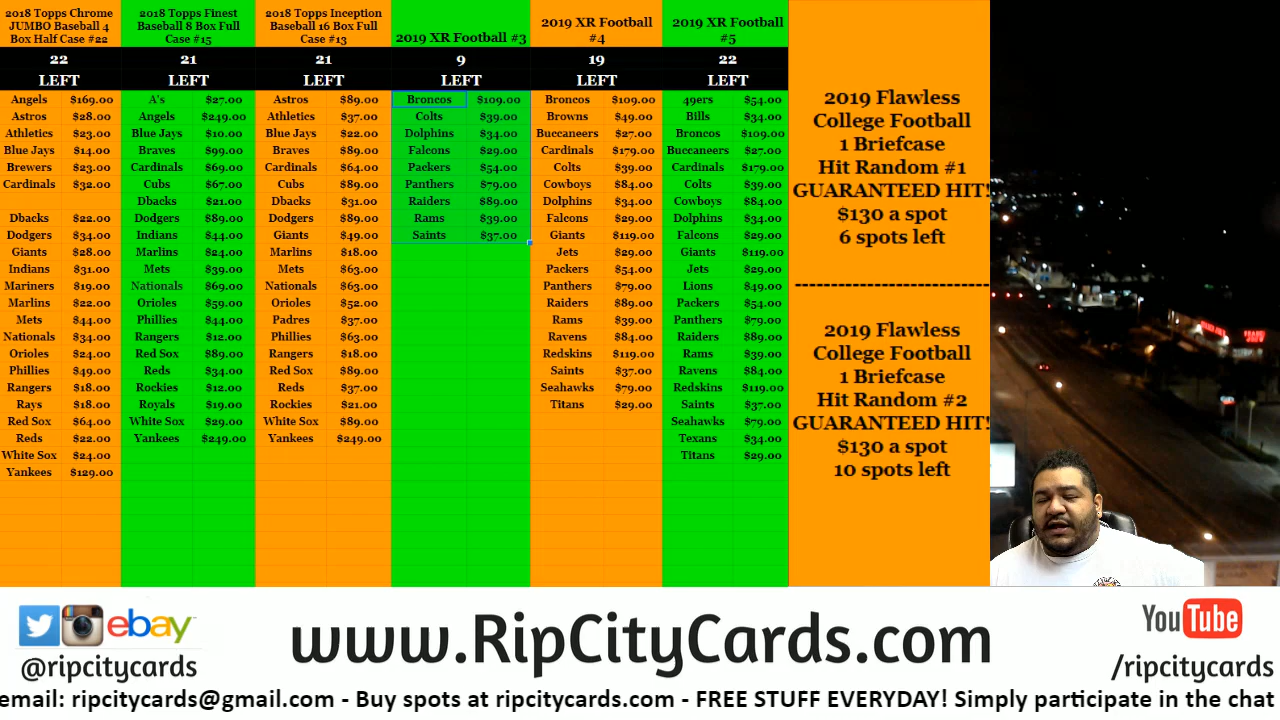 2018 Topps Chrome
JUMBO Baseball 4
Box Half Case #22
22
LEFT
Angels $169.00
Astros $28.00
Athletics $23.00
Blue Jays $14.00
Brewers $23.00
Cardinals $32.00
Dbacks $22.00
Dodgers $34.00
Giants $28.00
Indians $31.00
Mariners $19.00
Marlins $22.00
Mets $44.00
Nationals $34.00
Orioles $24.00
Phillies $49.00
Rangers $18.00
Rays $18.00
Red Sox $64.00
Reds $22.00
White Sox $24.00
Yankees $129.00
2018 Topps Finest
Baseball 8 Box Full
Case #15
21
LEFT
A's $27.00
Angels $249.00
Blue Jays $10.00
Braves $99.00
Cardinals $69.00
Cubs $67.00
Dbacks $21.00
Dodgers $89.00
Indians $44.00
Marlins $24.00
Mets $39.00
Nationals $69.00
Orioles $59.00
Phillies $44.00
Rangers $12.00
Red Sox $89.00
Reds $34.00
Rockies $12.00
Royals $19.00
White Sox $29.00
Yankees $249.00
2018 Topps Inception
Baseball 16 Box Full
Case #13
21
LEFT
Astros $89.00
Athletics $37.00
Blue Jays $22.00
Braves $89.00
Cardinals $64.00
Cubs $89.00
Dbacks $31.00
Dodgers $89.00
Giants $49.00
Marlins $18.00
Mets $63.00
Nationals $63.00
Orioles $52.00
Padres $37.00
Phillies $63.00
Rangers $18.00
Red Sox $89.00
Reds $37.00
Rockies $21.00
White Sox $89.00
Yankees $249.00
2019 XR Football #3
9
LEFT
Broncos $109.00
Colts $39.00
Dolphins $34.00
Falcons $29.00
Packers $54.00
Panthers $79.00
Raiders $89.00
Rams $39.00
Saints $37.00
2019 XR Football
#4
19
LEFT
Broncos $109.00
Browns $49.00
Buccaneers $27.00
Cardinals $179.00
Colts $39.00
Cowboys $84.00
Dolphins $34.00
Falcons $29.00
Giants $119.00
Jets $29.00
Packers $54.00
Panthers $79.00
Raiders $89.00
Rams $39.00
Ravens $84.00
Redskins $119.00
Saints $37.00
Seahawks $79.00
Titans $29.00
2019 XR Football
#5
22
LEFT
49ers $54.00
Bills $34.00
Broncos $109.00
Buccaneers $27.00
Cardinals $179.00
Colts $39.00
Cowboys $84.00
Dolphins $34.00
Falcons $29.00
Giants $119.00
Jets $29.00
Lions $49.00
Packers $54.00
Panthers $79.00
Raiders $89.00
Rams $39.00
Ravens $84.00
Redskins $119.00
Saints $37.00
Seahawks $79.00
Texans $34.00
Titans $29.00
2019 Flawless
College Football
1 Briefcase
Hit Random #1
GUARANTEED HIT!
$130 a spot
6 spots left
---------------------------
2019 Flawless
College Football
1 Briefcase
Hit Random #2
GUARANTEED HIT!
$130 a spot
10 spots left
ebay
@ripcitycards
www.RipCityCards.com
YouTube
/ripcitycards
email: ripcitycards@gmail.com - Buy spots at ripcitycards.com - FREE STUFF EVERYDAY! Simply participate in the chat